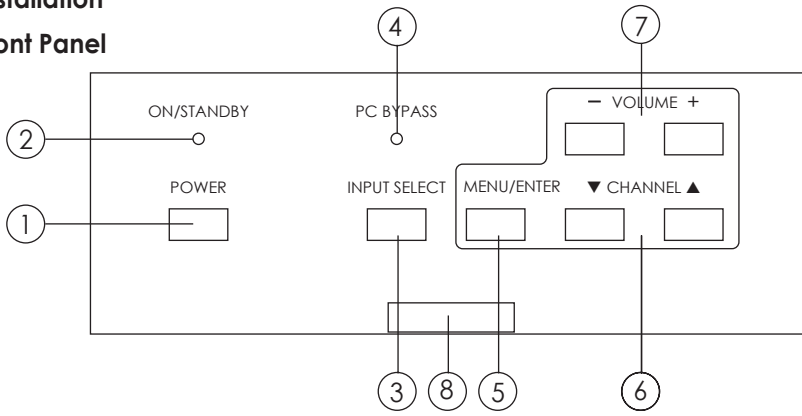 ont Panel
4
7
ON/STANDBY
PC BYPASS
− VOLUME +
2
POWER
INPUT SELECT
MENU/ENTER
▼ CHANNEL ▲
1
3
8
5
6